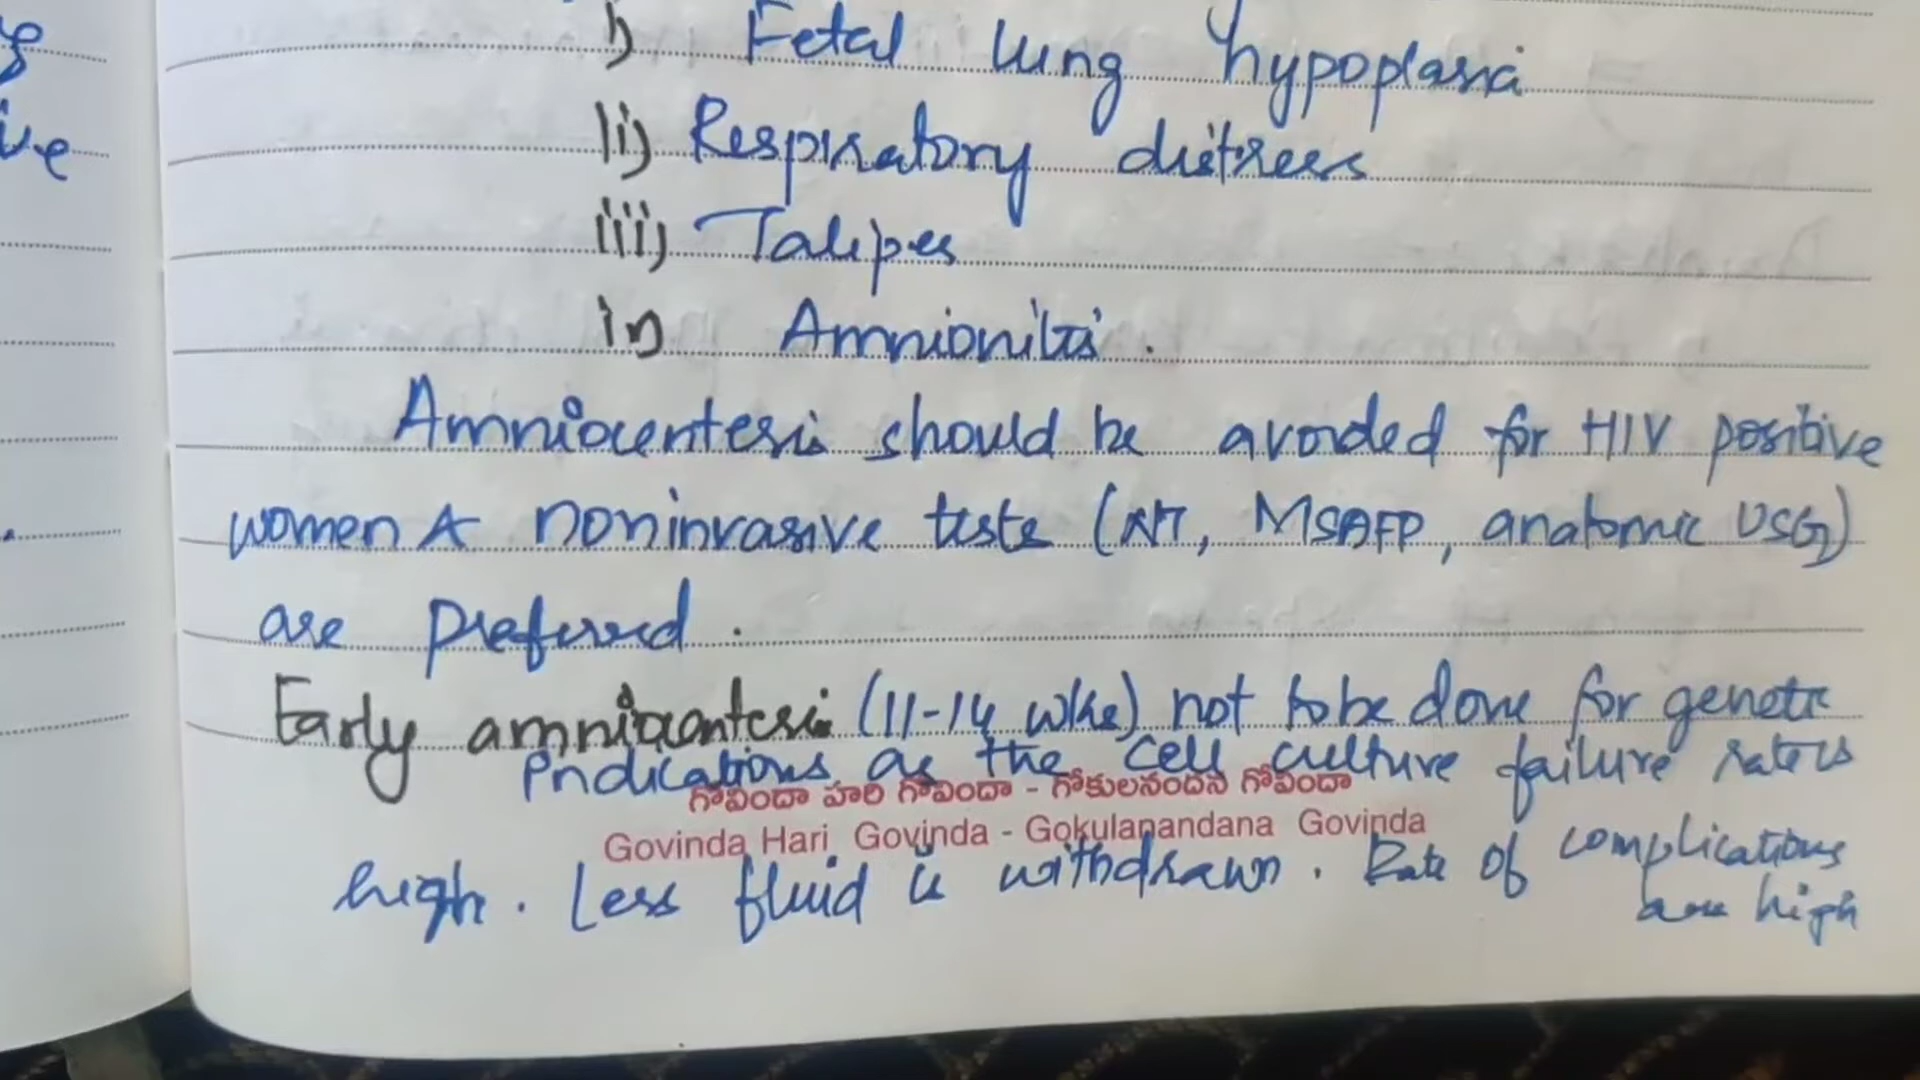 i) Fetal lung hypoplasia
ii) Respiratory distress
iii) Talipes
iv) Amnionitis.
Amniocentesis should be avoided for HIV positive
women & noninvasive tests (NT, MSAFP, anatomic USG)
are preferred.
Early amniocentesis (11-14 wks) not to be done for genetic
indications as the cell culture failure rate is
గోవిందా హరి గోవిందా - గోకులనందన గోవిందా
Govinda Hari Govinda - Gokulanandana Govinda
high. Less fluid is withdrawn. Rate of complications
are high